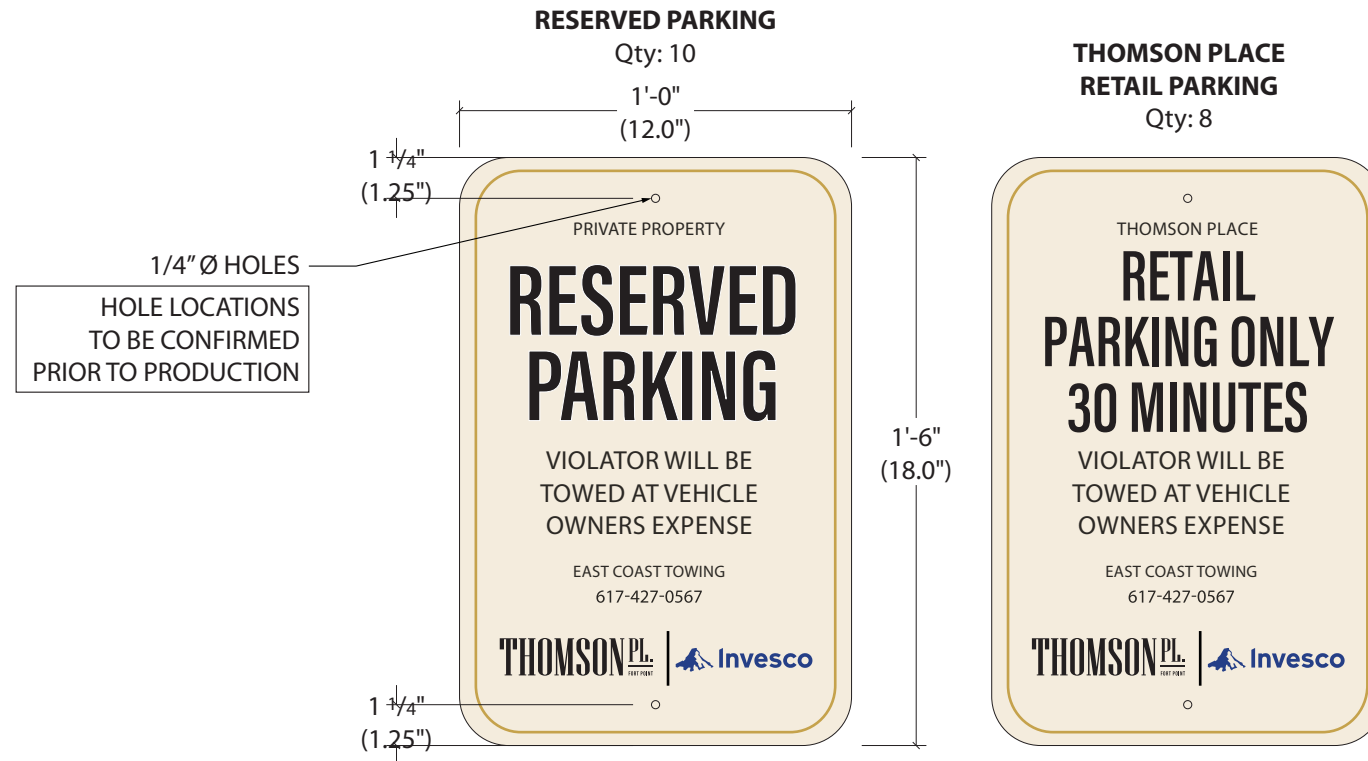 RESERVED PARKING
Qty: 10
1'-0"
(12.0")
1 1/4"
(1.25")
1/4" Ø HOLES
HOLE LOCATIONS
TO BE CONFIRMED
PRIOR TO PRODUCTION
PRIVATE PROPERTY
RESERVED
PARKING
VIOLATOR WILL BE
TOWED AT VEHICLE
OWNERS EXPENSE
EAST COAST TOWING
617-427-0567
THOMSON PL.
FORT POINT
Invesco
1 1/4"
(1.25")
1'-6"
(18.0")
THOMSON PLACE
RETAIL PARKING
Qty: 8
THOMSON PLACE
RETAIL
PARKING ONLY
30 MINUTES
VIOLATOR WILL BE
TOWED AT VEHICLE
OWNERS EXPENSE
EAST COAST TOWING
617-427-0567
THOMSON PL.
FORT POINT
Invesco